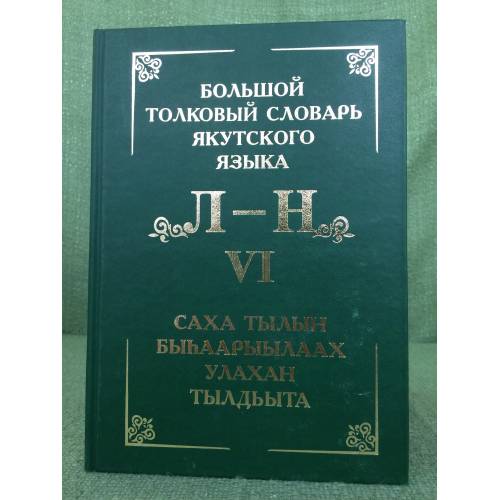 БОЛЬШОЙ
ТОЛКОВЫЙ СЛОВАРЬ
ЯКУТСКОГО
ЯЗЫКА
Л–Н
VI
САХА ТЫЛЫН
БЫҺААРЫЫЛААХ
УЛАХАН
ТЫЛДЬЫТА